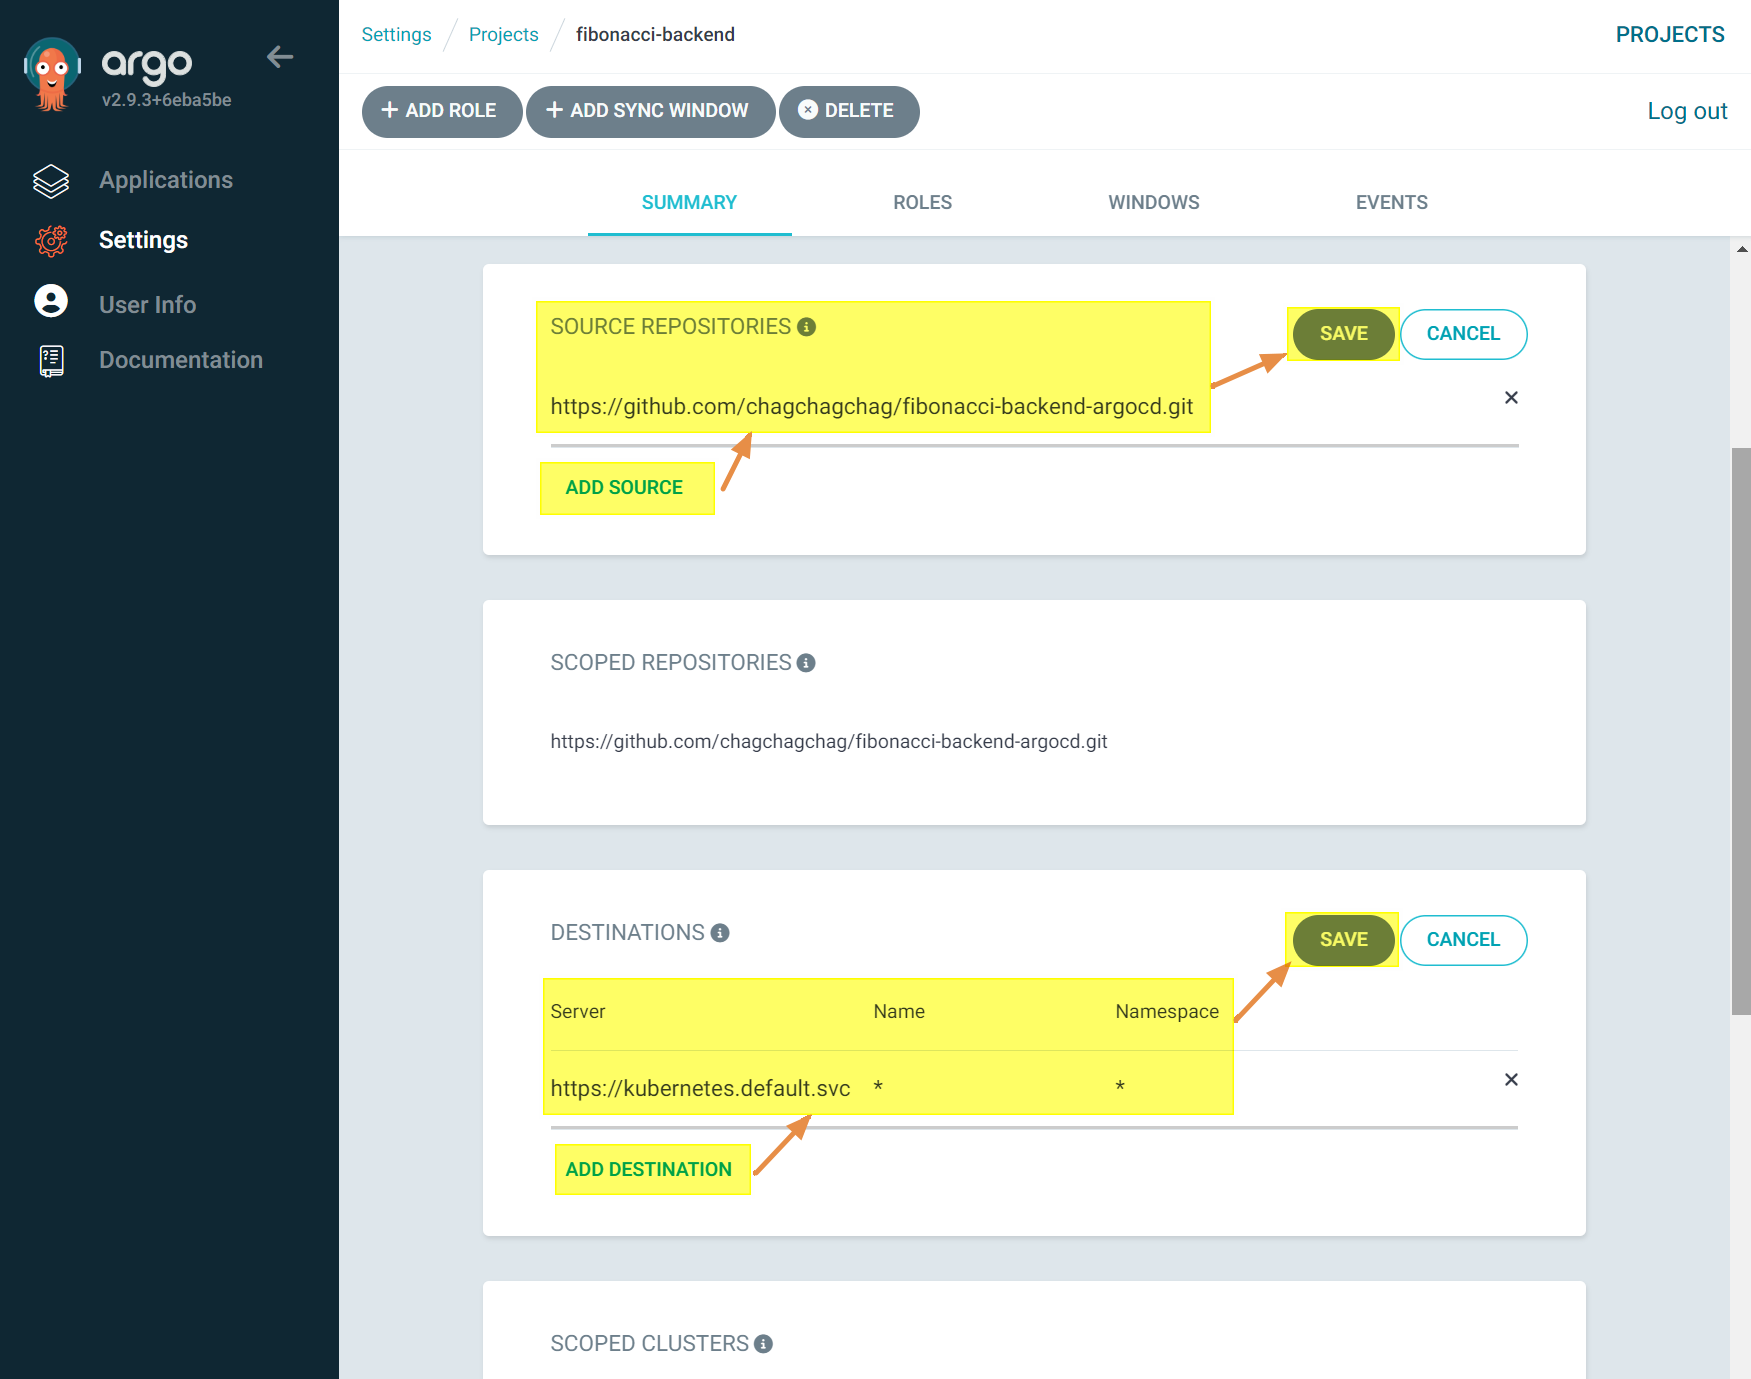 argo
v2.9.3+6eba5be
Applications
Settings
User Info
Documentation
Settings / Projects / fibonacci-backend
PROJECTS
+ ADD ROLE + ADD SYNC WINDOW DELETE
Log out
SUMMARY ROLES WINDOWS EVENTS
SOURCE REPOSITORIES
SAVE CANCEL
https://github.com/chagchagchag/fibonacci-backend-argocd.git
ADD SOURCE
SCOPED REPOSITORIES
https://github.com/chagchagchag/fibonacci-backend-argocd.git
DESTINATIONS
SAVE CANCEL
Server Name Namespace
https://kubernetes.default.svc * *
ADD DESTINATION
SCOPED CLUSTERS